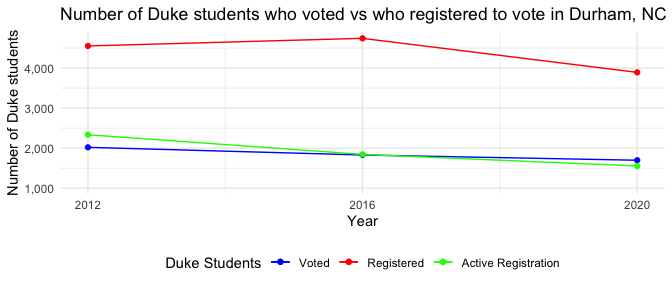 Number of Duke students who voted vs who registered to vote in Durham, NC
Number of Duke students
4,000
3,000
2,000
1,000
2012 2016 2020
Year
Duke Students Voted Registered Active Registration